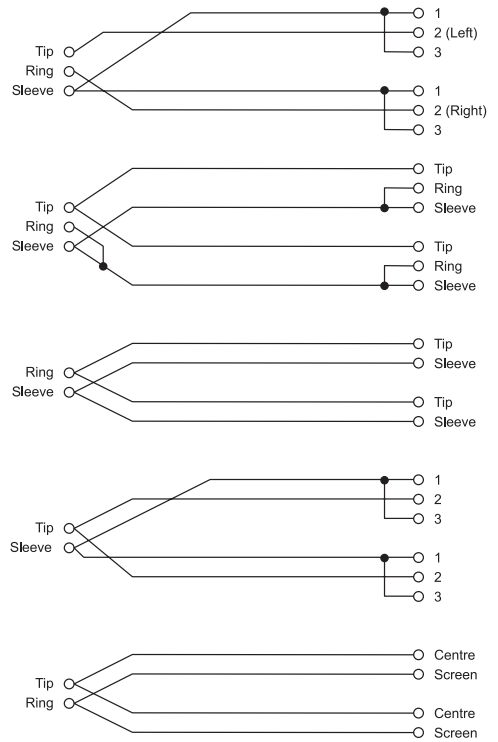 1
2 (Left)
3
Tip
Ring
Sleeve
1
2 (Right)
3
Tip
Ring
Sleeve
Tip
Ring
Sleeve
Tip
Ring
Sleeve
Tip
Sleeve
Ring
Sleeve
Tip
Sleeve
1
2
3
Tip
Sleeve
1
2
3
Centre
Screen
Tip
Ring
Centre
Screen